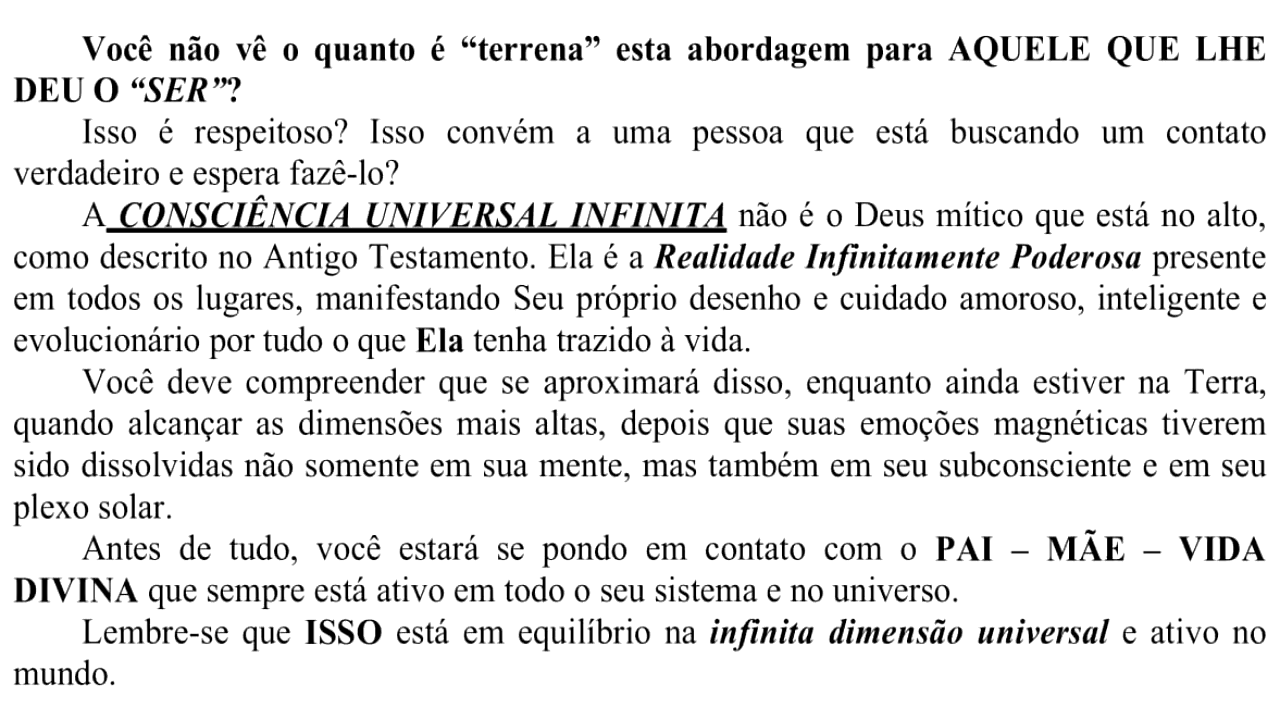 Você não vê o quanto é “terrena” esta abordagem para AQUELE QUE LHE
DEU O “SER”?
Isso é respeitoso? Isso convém a uma pessoa que está buscando um contato
verdadeiro e espera fazê-lo?
A CONSCIÊNCIA UNIVERSAL INFINITA não é o Deus mítico que está no alto,
como descrito no Antigo Testamento. Ela é a Realidade Infinitamente Poderosa presente
em todos os lugares, manifestando Seu próprio desenho e cuidado amoroso, inteligente e
evolucionário por tudo o que Ela tenha trazido à vida.
Você deve compreender que se aproximará disso, enquanto ainda estiver na Terra,
quando alcançar as dimensões mais altas, depois que suas emoções magnéticas tiverem
sido dissolvidas não somente em sua mente, mas também em seu subconsciente e em seu
plexo solar.
Antes de tudo, você estará se pondo em contato com o PAI – MÃE – VIDA
DIVINA que sempre está ativo em todo o seu sistema e no universo.
Lembre-se que ISSO está em equilíbrio na infinita dimensão universal e ativo no
mundo.